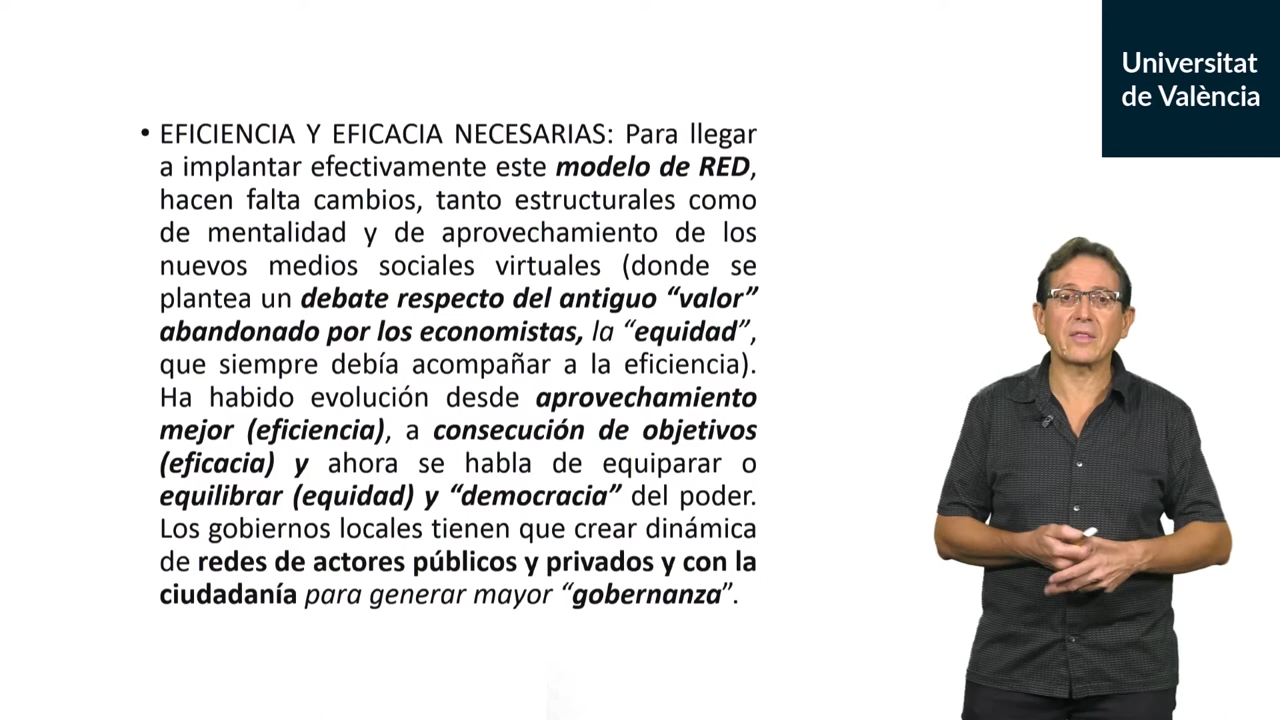 Universitat
de València
• EFICIENCIA Y EFICACIA NECESARIAS: Para llegar
a implantar efectivamente este modelo de RED,
hacen falta cambios, tanto estructurales como
de mentalidad y de aprovechamiento de los
nuevos medios sociales virtuales (donde se
plantea un debate respecto del antiguo “valor”
abandonado por los economistas, la “equidad”,
que siempre debía acompañar a la eficiencia).
Ha habido evolución desde aprovechamiento
mejor (eficiencia), a consecución de objetivos
(eficacia) y ahora se habla de equiparar o
equilibrar (equidad) y “democracia” del poder.
Los gobiernos locales tienen que crear dinámica
de redes de actores públicos y privados y con la
ciudadanía para generar mayor “gobernanza”.